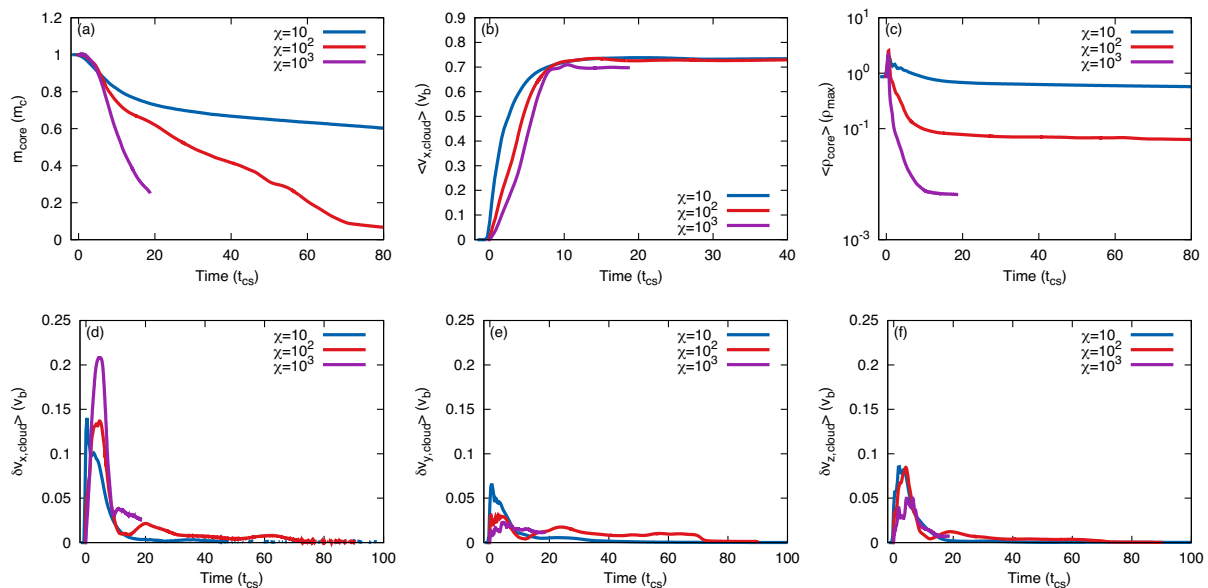 (a)
χ=10
χ=10²
χ=10³
1.2
1
0.8
0.6
0.4
0.2
0
0 20 40 60 80
m_core (m_c)
Time (t_cs)
(b)
χ=10
χ=10²
χ=10³
0.9
0.8
0.7
0.6
0.5
0.4
0.3
0.2
0.1
0
0 10 20 30 40
<v_x,cloud> (v_b)
Time (t_cs)
(c)
χ=10
χ=10²
χ=10³
10¹
10⁰
10⁻¹
10⁻³
0 20 40 60 80
<ρ_core> (ρ_max)
Time (t_cs)
(d)
χ=10
χ=10²
χ=10³
0.25
0.2
0.15
0.1
0.05
0
0 20 40 60 80 100
δv_x,cloud> (v_b)
Time (t_cs)
(e)
χ=10
χ=10²
χ=10³
0.25
0.2
0.15
0.1
0.05
0
0 20 40 60 80 100
δv_y,cloud> (v_b)
Time (t_cs)
(f)
χ=10
χ=10²
χ=10³
0.25
0.2
0.15
0.1
0.05
0
0 20 40 60 80 100
δv_z,cloud> (v_b)
Time (t_cs)